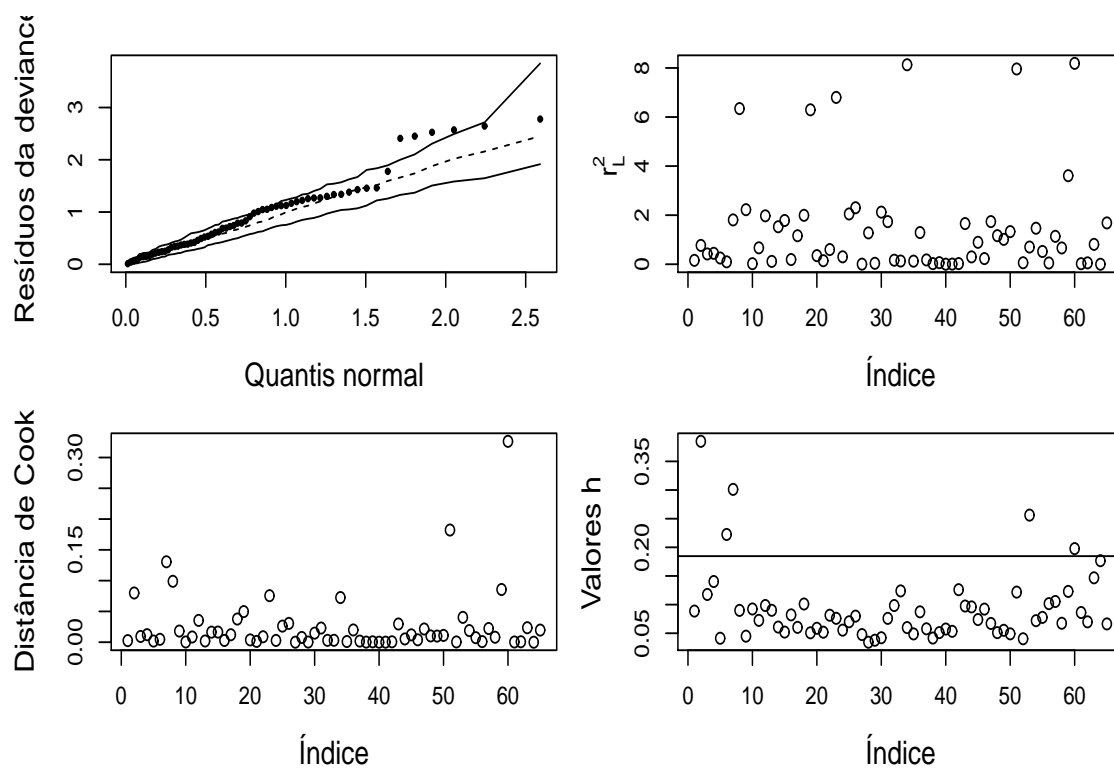 Resíduos da deviance
3
2
1
0
0.0 0.5 1.0 1.5 2.0 2.5
Quantis normal
r²L
8
6
4
2
0
0 10 20 30 40 50 60
Índice
Distância de Cook
0.30
0.15
0.00
0 10 20 30 40 50 60
Índice
Valores h
0.35
0.20
0.05
0 10 20 30 40 50 60
Índice